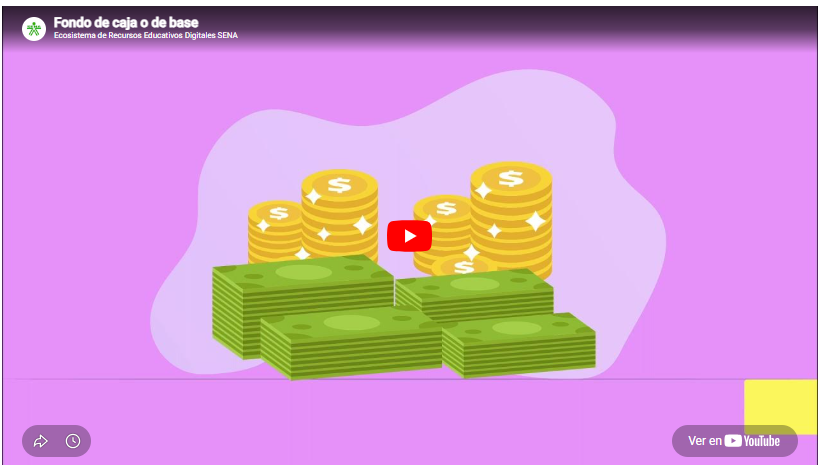 Fondo de caja o de base
Ecosistema de Recursos Educativos Digitales SENA
$
$
$
$
$
Ver en YouTube